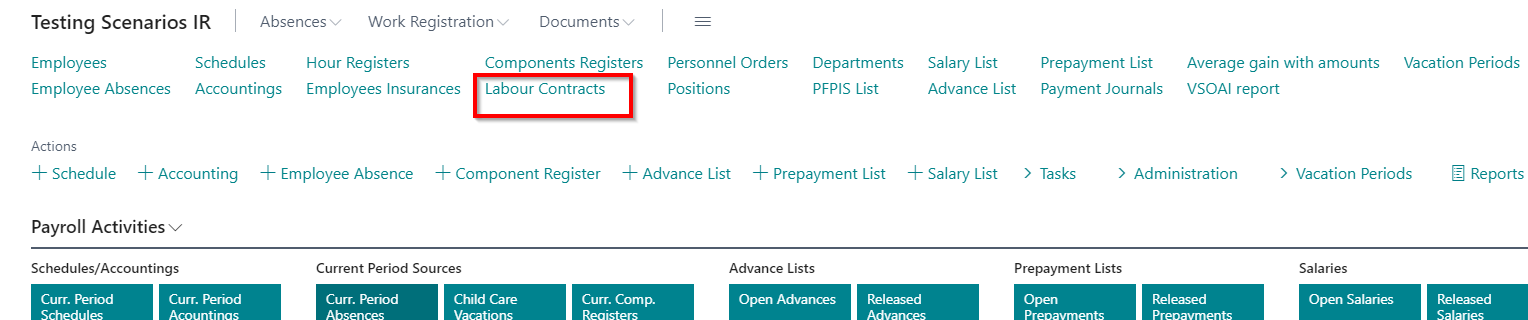 Testing Scenarios IR Absences Work Registration Documents
Employees Schedules Hour Registers Components Registers Personnel Orders Departments Salary List Prepayment List Average gain with amounts Vacation Periods
Employee Absences Accountings Employees Insurances Labour Contracts Positions PFPIS List Advance List Payment Journals VSOAI report
Actions
Schedule Accounting Employee Absence Component Register Advance List Prepayment List Salary List Tasks Administration Vacation Periods Reports
Payroll Activities
Schedules/Accountings Current Period Sources Advance Lists Prepayment Lists Salaries
Curr. Period Curr. Period Curr. Period Child Care Curr. Comp. Open Advances Released Open Released Open Salaries Released
Schedules Acountings Absences Vacations Registers Advances Prepayments Prepayments Salaries